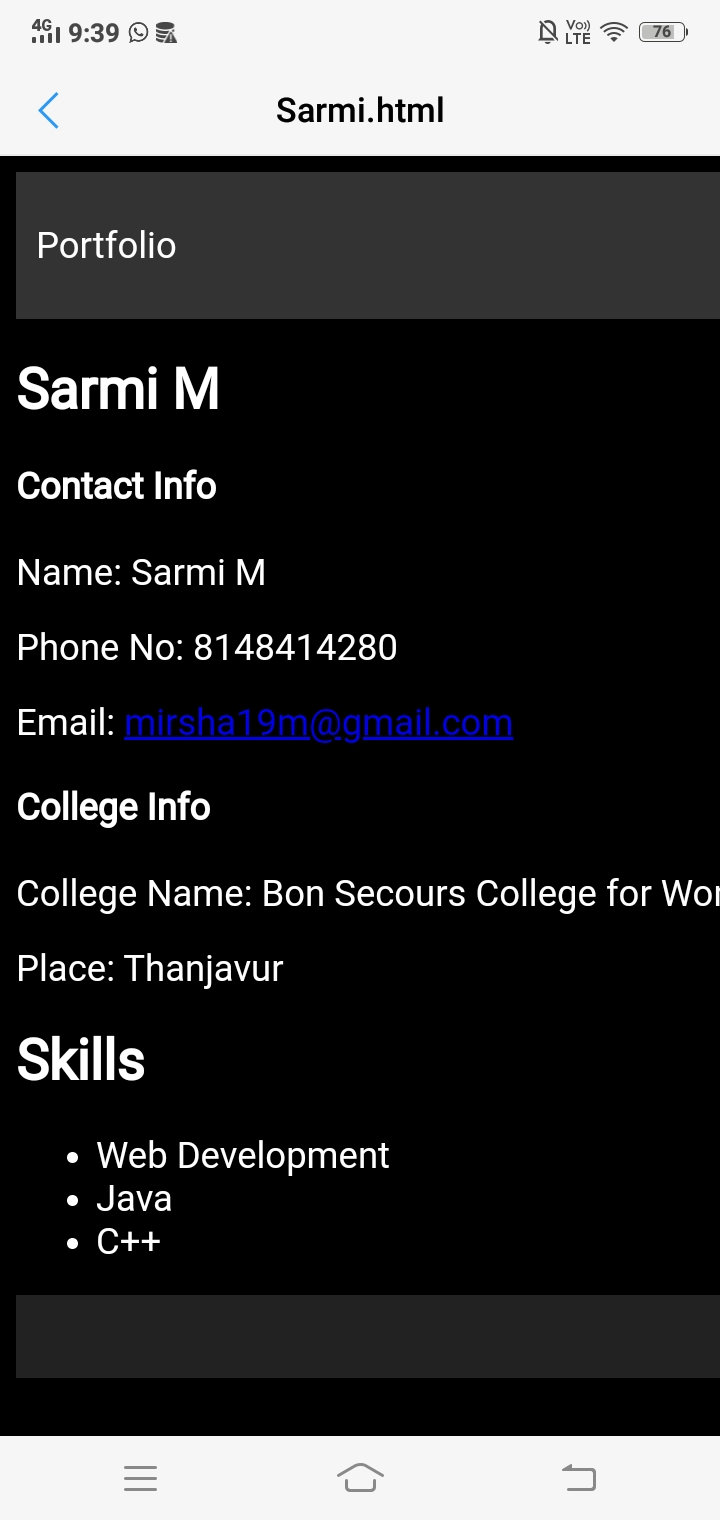 4G 9:39 Vo)) LTE 76
Sarmi.html
Portfolio
Sarmi M
Contact Info
Name: Sarmi M
Phone No: 8148414280
Email: mirsha19m@gmail.com
College Info
College Name: Bon Secours College for Wor
Place: Thanjavur
Skills
• Web Development
• Java
• C++